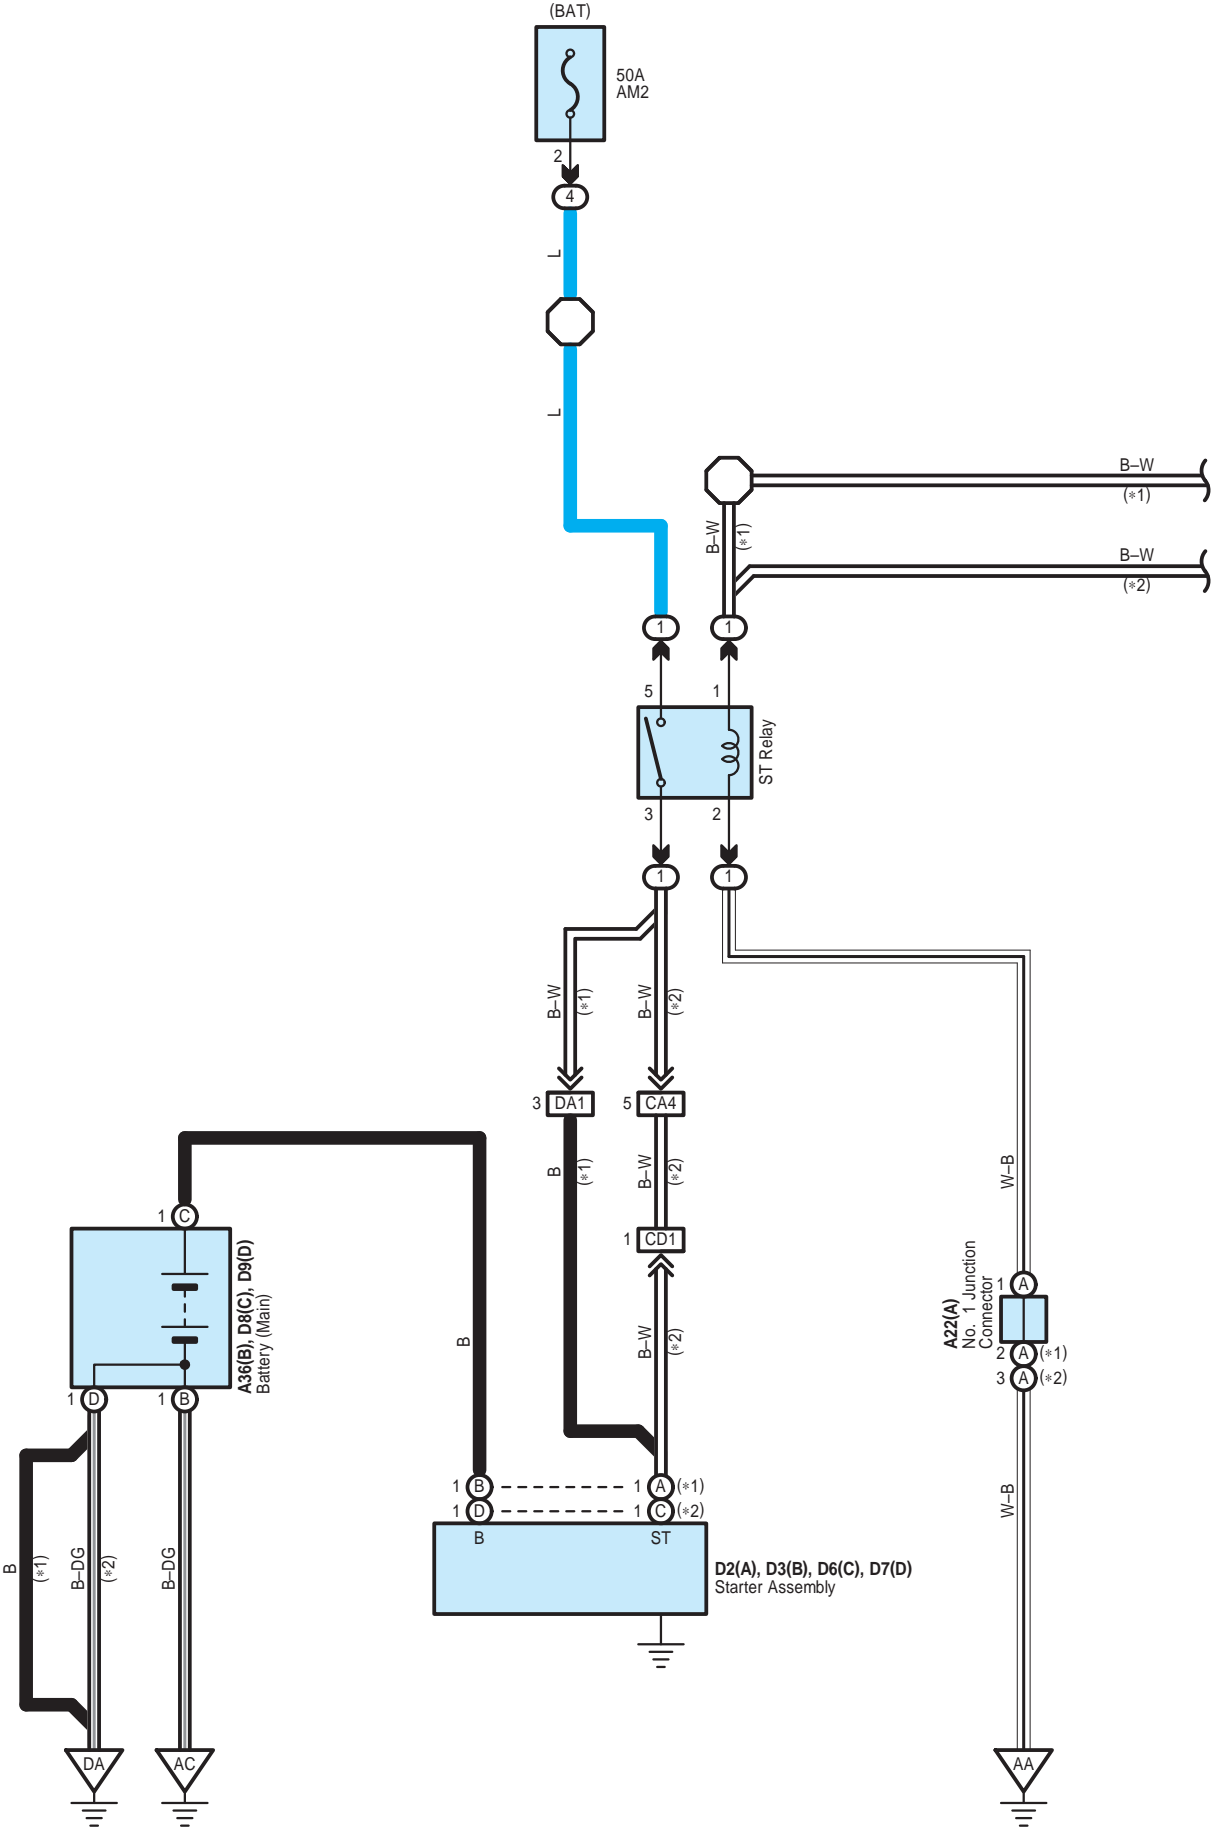 (BAT)
50A
AM2
2
4
L
L
B–W
(*1)
B–W
(*1)
B–W
(*2)
1
1
5
1
ST Relay
3
2
1
1
B–W
(*1)
B–W
(*2)
3 DA1
5 CA4
B
(*1)
B–W
(*2)
W–B
1 C
1 CD1
A36(B), D8(C), D9(D)
Battery (Main)
B
B–W
(*2)
A22(A)
No. 1 Junction
Connector
1 A
2 A (*1)
3 A (*2)
1 D
1 B
1 B
1 A (*1)
1 D
1 C (*2)
B
ST
W–B
B
(*1)
B–DG
(*2)
B–DG
D2(A), D3(B), D6(C), D7(D)
Starter Assembly
DA
AC
AA